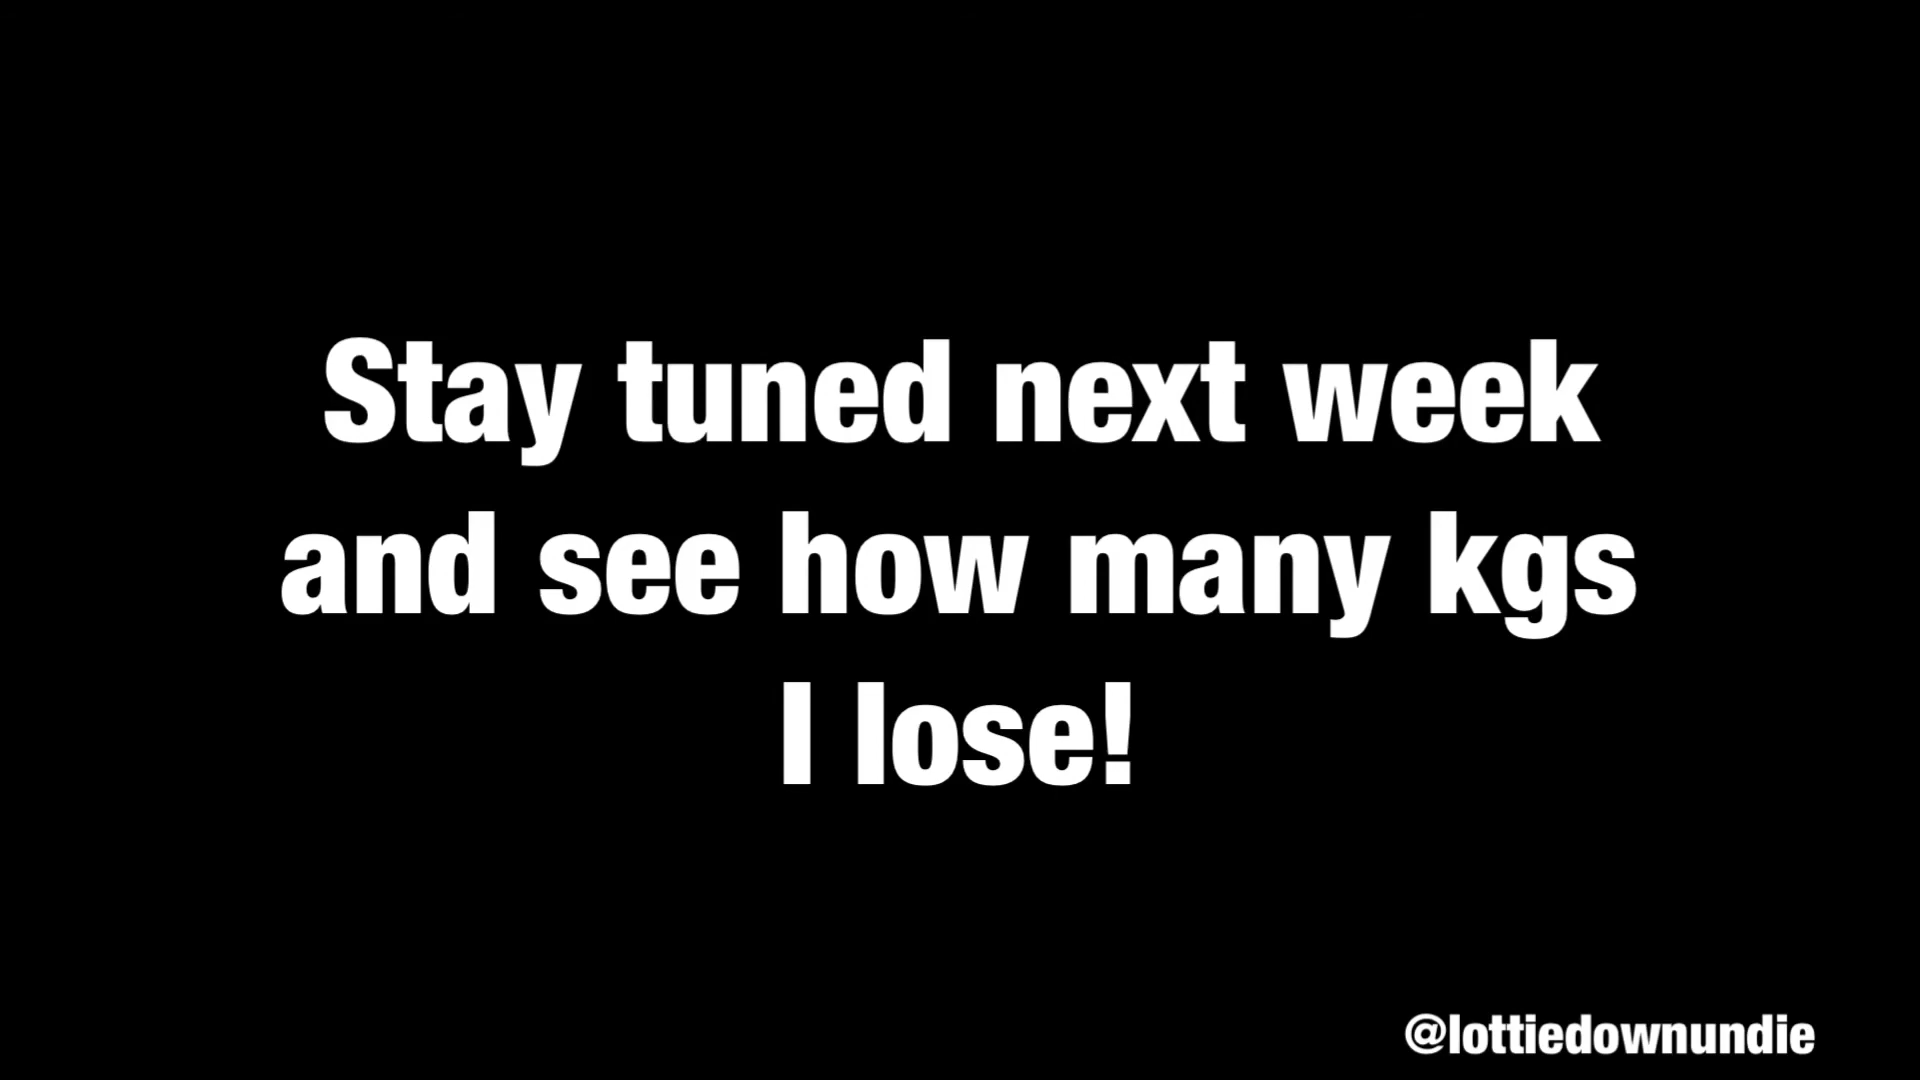 Stay tuned next week
and see how many kgs
I lose!
@lottiedownundie